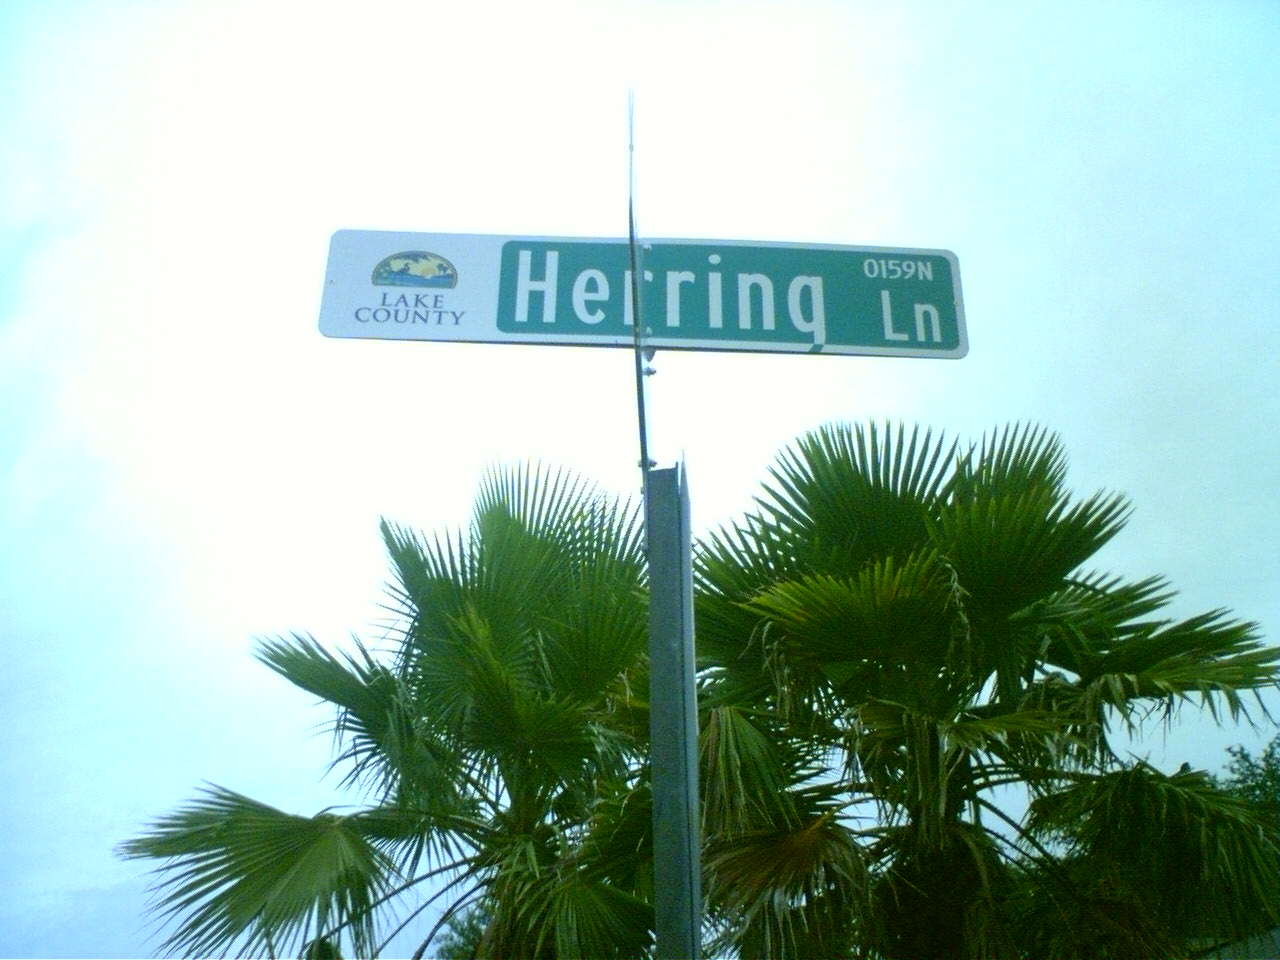 LAKE
COUNTY
Herring Ln
0159N